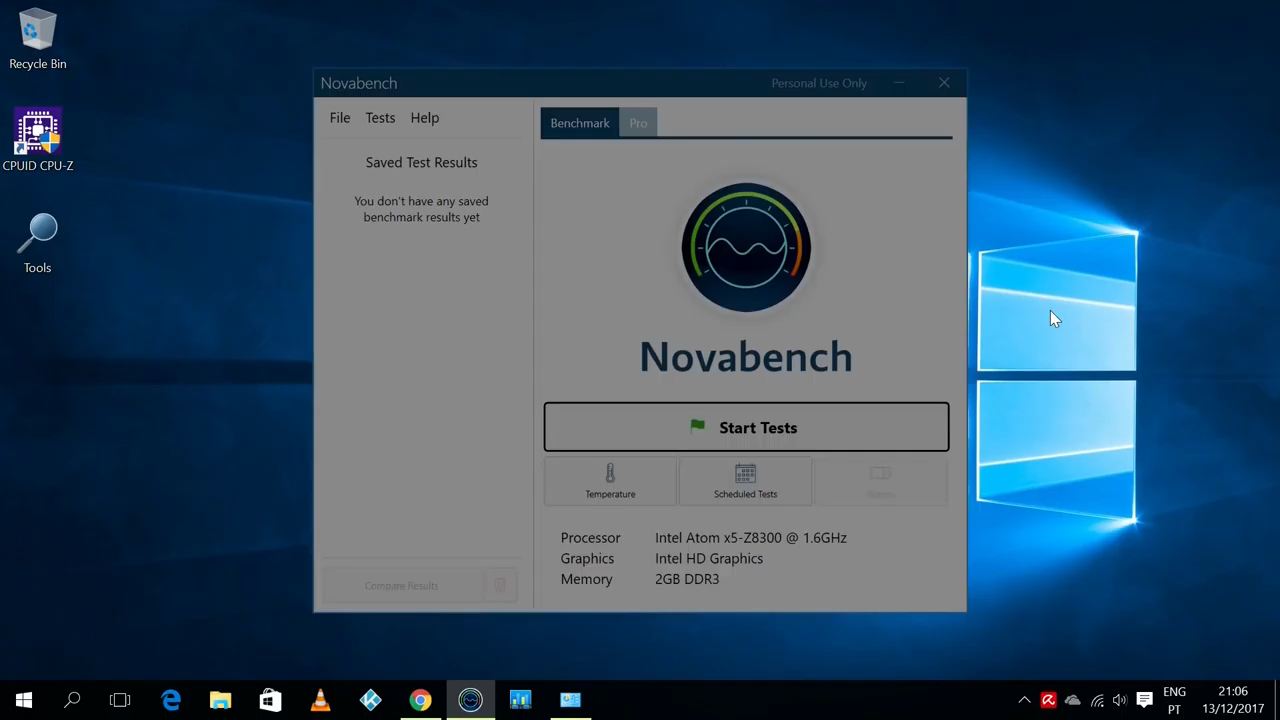 Recycle Bin
CPUID CPU-Z
Tools
Novabench
Personal Use Only
File Tests Help
Saved Test Results
You don't have any saved
benchmark results yet
Compare Results
Benchmark Pro
Novabench
Start Tests
Temperature
Scheduled Tests
Processor Intel Atom x5-Z8300 @ 1.6GHz
Graphics Intel HD Graphics
Memory 2GB DDR3
ENG
PT
21:06
13/12/2017